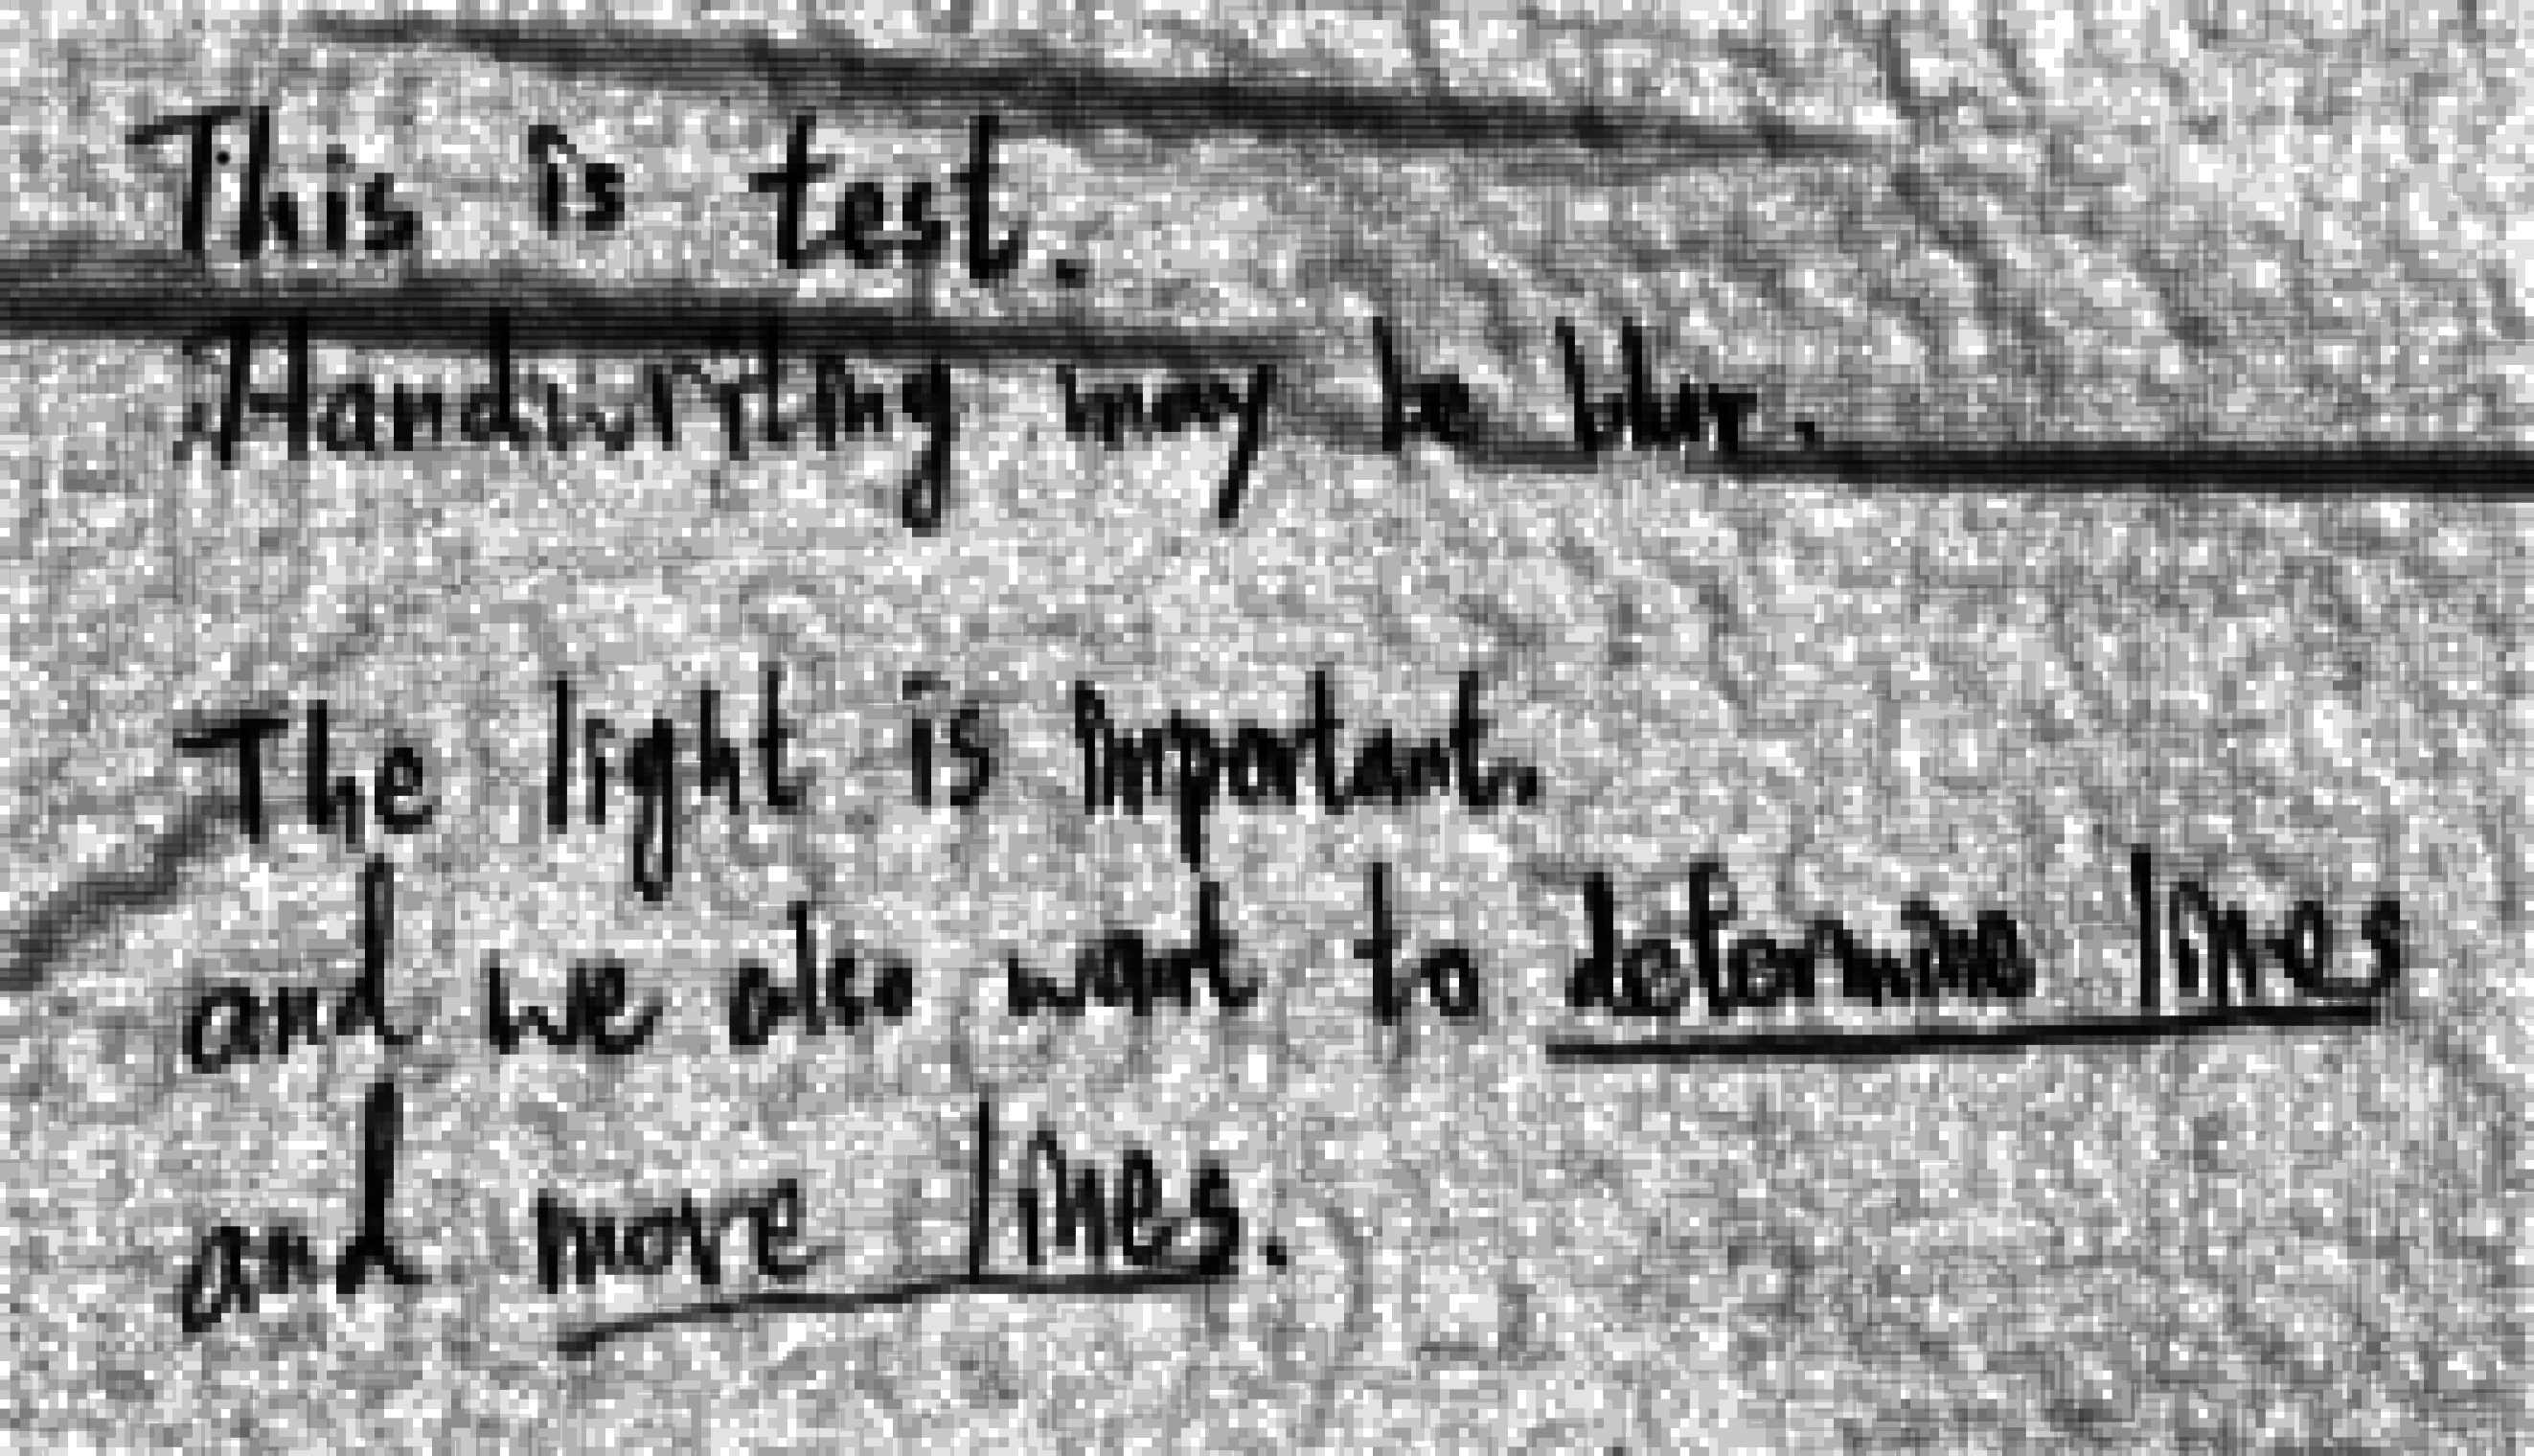 This is test.
Handwriting may be blur.
The light is important.
and we also want to determine lines
and more lines.